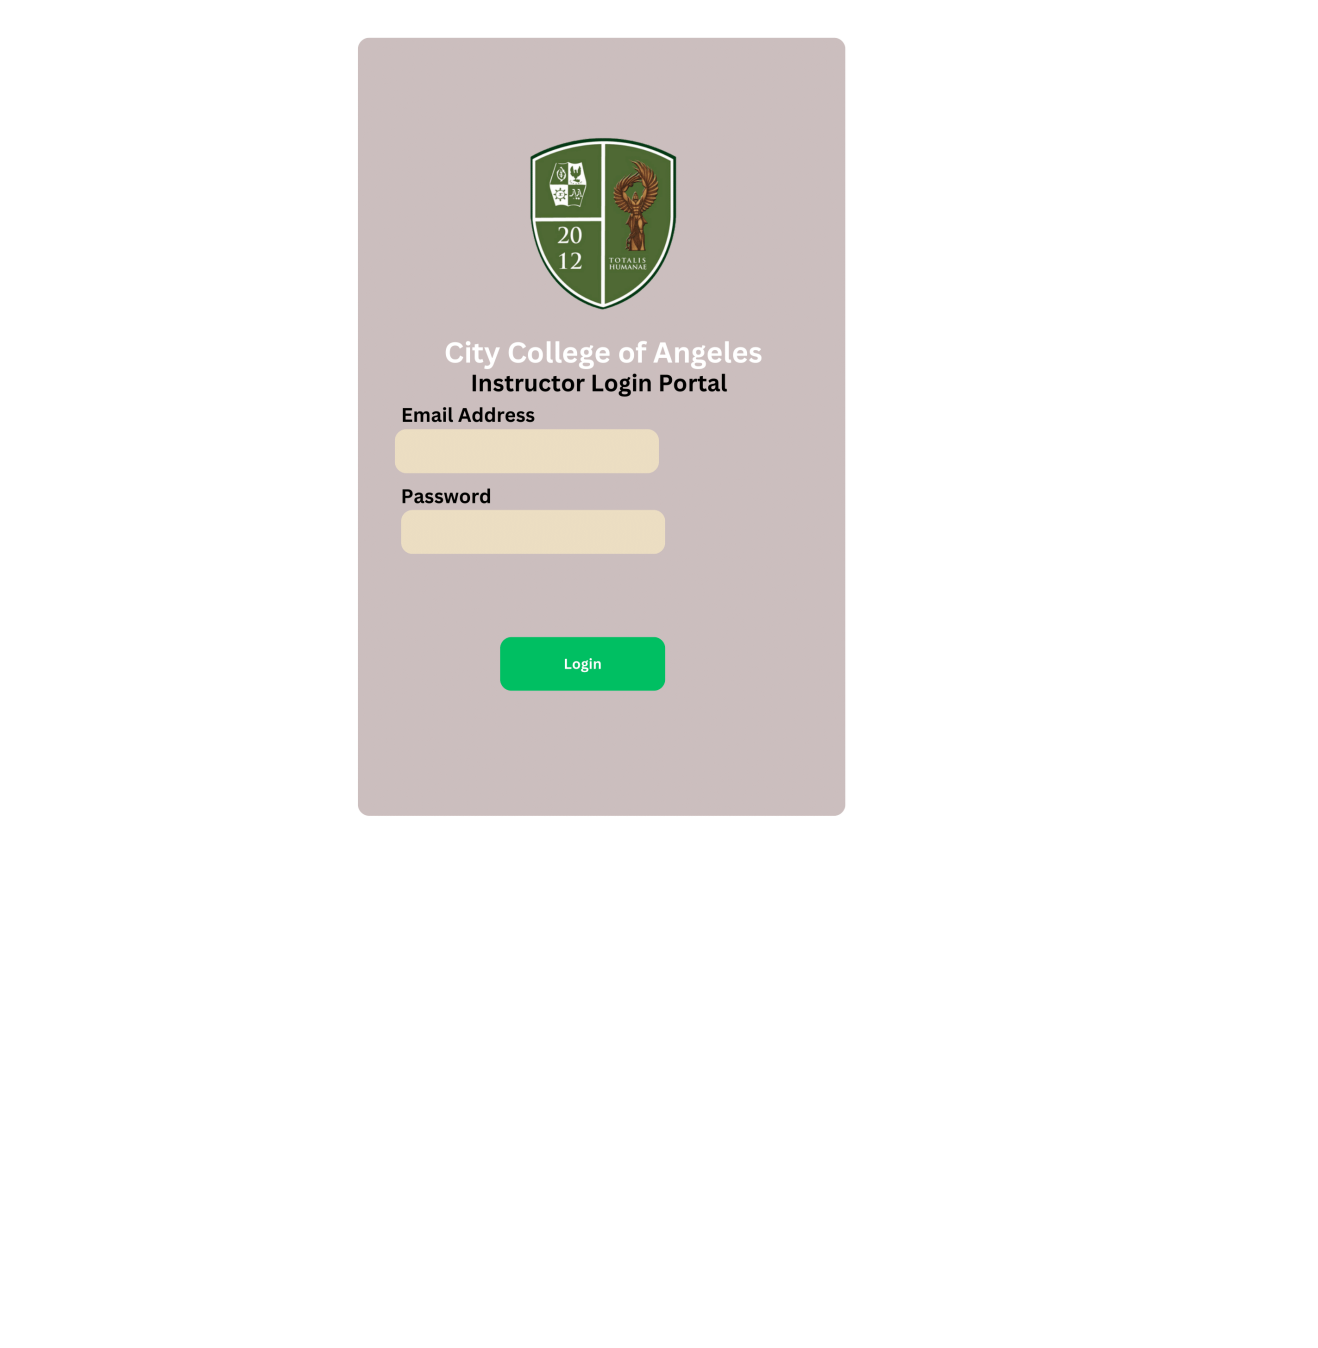 20
12
TOTALIS
HUMANAE
City College of Angeles
Instructor Login Portal
Email Address
Password
Login